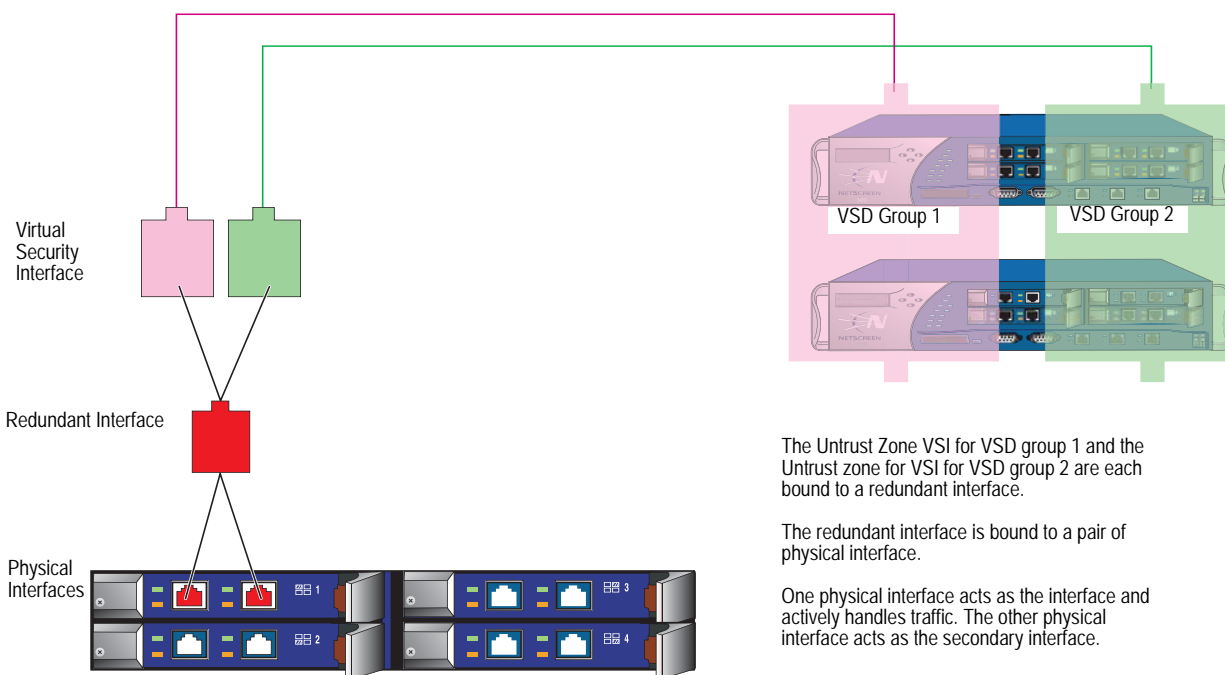 VSD Group 1
VSD Group 2
NETSCREEN
NETSCREEN
Virtual
Security
Interface
Redundant Interface
Physical
Interfaces
1
2
3
4
The Untrust Zone VSI for VSD group 1 and the
Untrust zone for VSI for VSD group 2 are each
bound to a redundant interface.
The redundant interface is bound to a pair of
physical interface.
One physical interface acts as the interface and
actively handles traffic. The other physical
interface acts as the secondary interface.